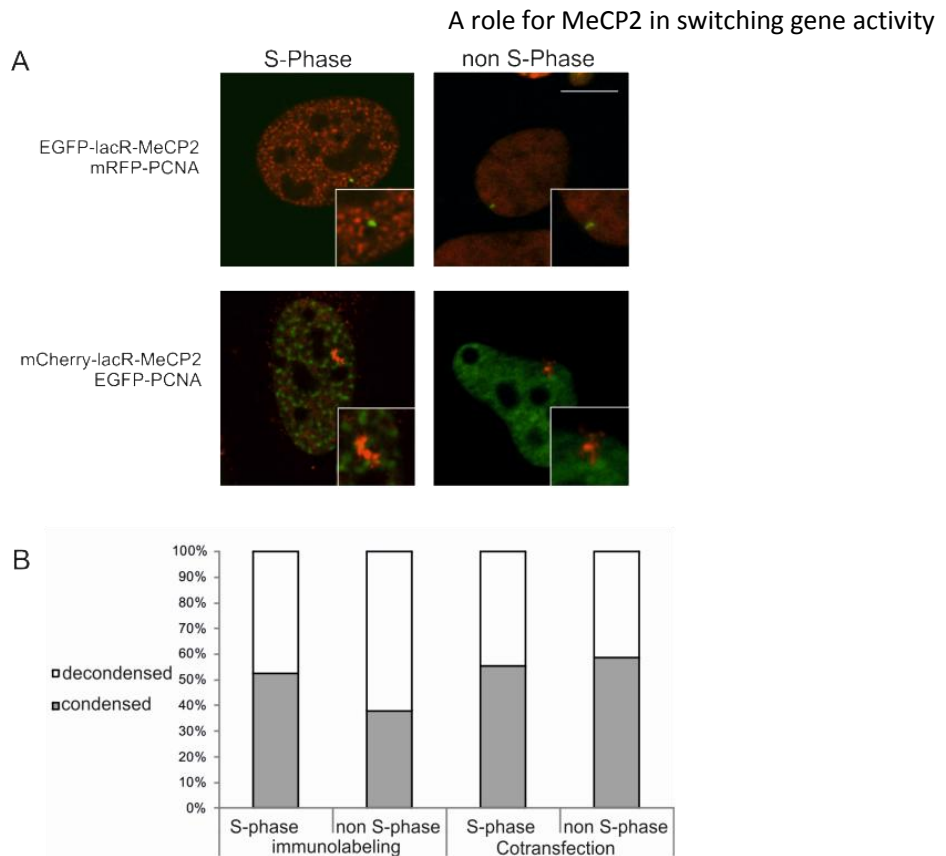 A role for MeCP2 in switching gene activity
A
S-Phase
non S-Phase
EGFP-lacR-MeCP2
mRFP-PCNA
mCherry-lacR-MeCP2
EGFP-PCNA
B
100%
90%
80%
70%
60%
50%
40%
30%
20%
10%
0%
decondensed
condensed
S-phase
non S-phase
S-phase
non S-phase
immunolabeling
Cotransfection